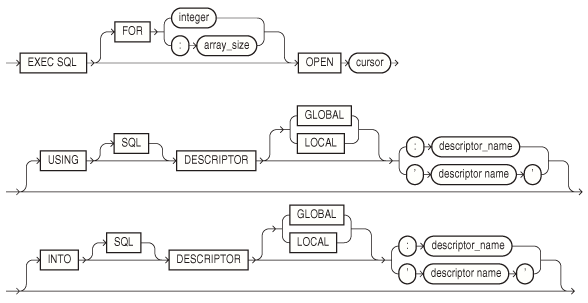 integer
FOR
: array_size
EXEC SQL OPEN cursor
GLOBAL
SQL LOCAL : descriptor_name
USING DESCRIPTOR ' descriptor name '
GLOBAL
SQL LOCAL : descriptor_name
INTO DESCRIPTOR ' descriptor name '